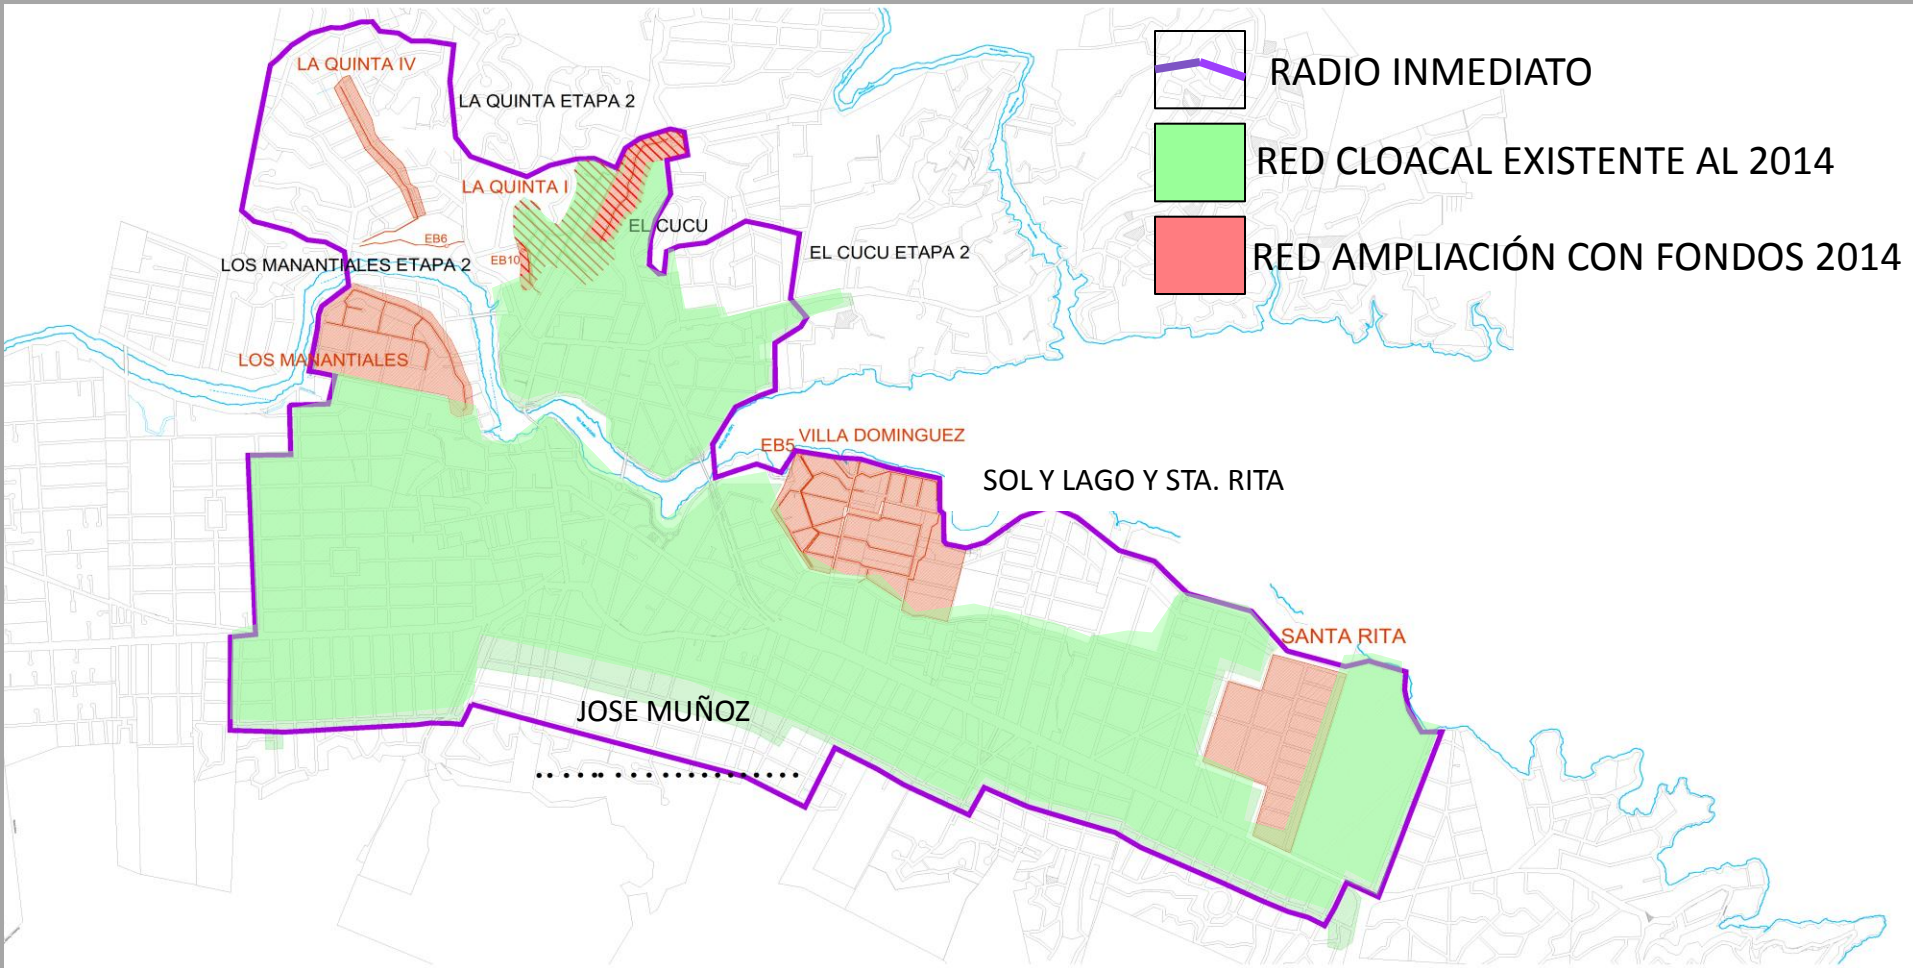 RADIO INMEDIATO
RED CLOACAL EXISTENTE AL 2014
RED AMPLIACIÓN CON FONDOS 2014
LA QUINTA IV
LA QUINTA ETAPA 2
LA QUINTA I
EL CUCU
EB6
EB10
EL CUCU ETAPA 2
LOS MANANTIALES ETAPA 2
LOS MANANTIALES
EB5
VILLA DOMINGUEZ
SOL Y LAGO Y STA. RITA
SANTA RITA
JOSE MUÑOZ